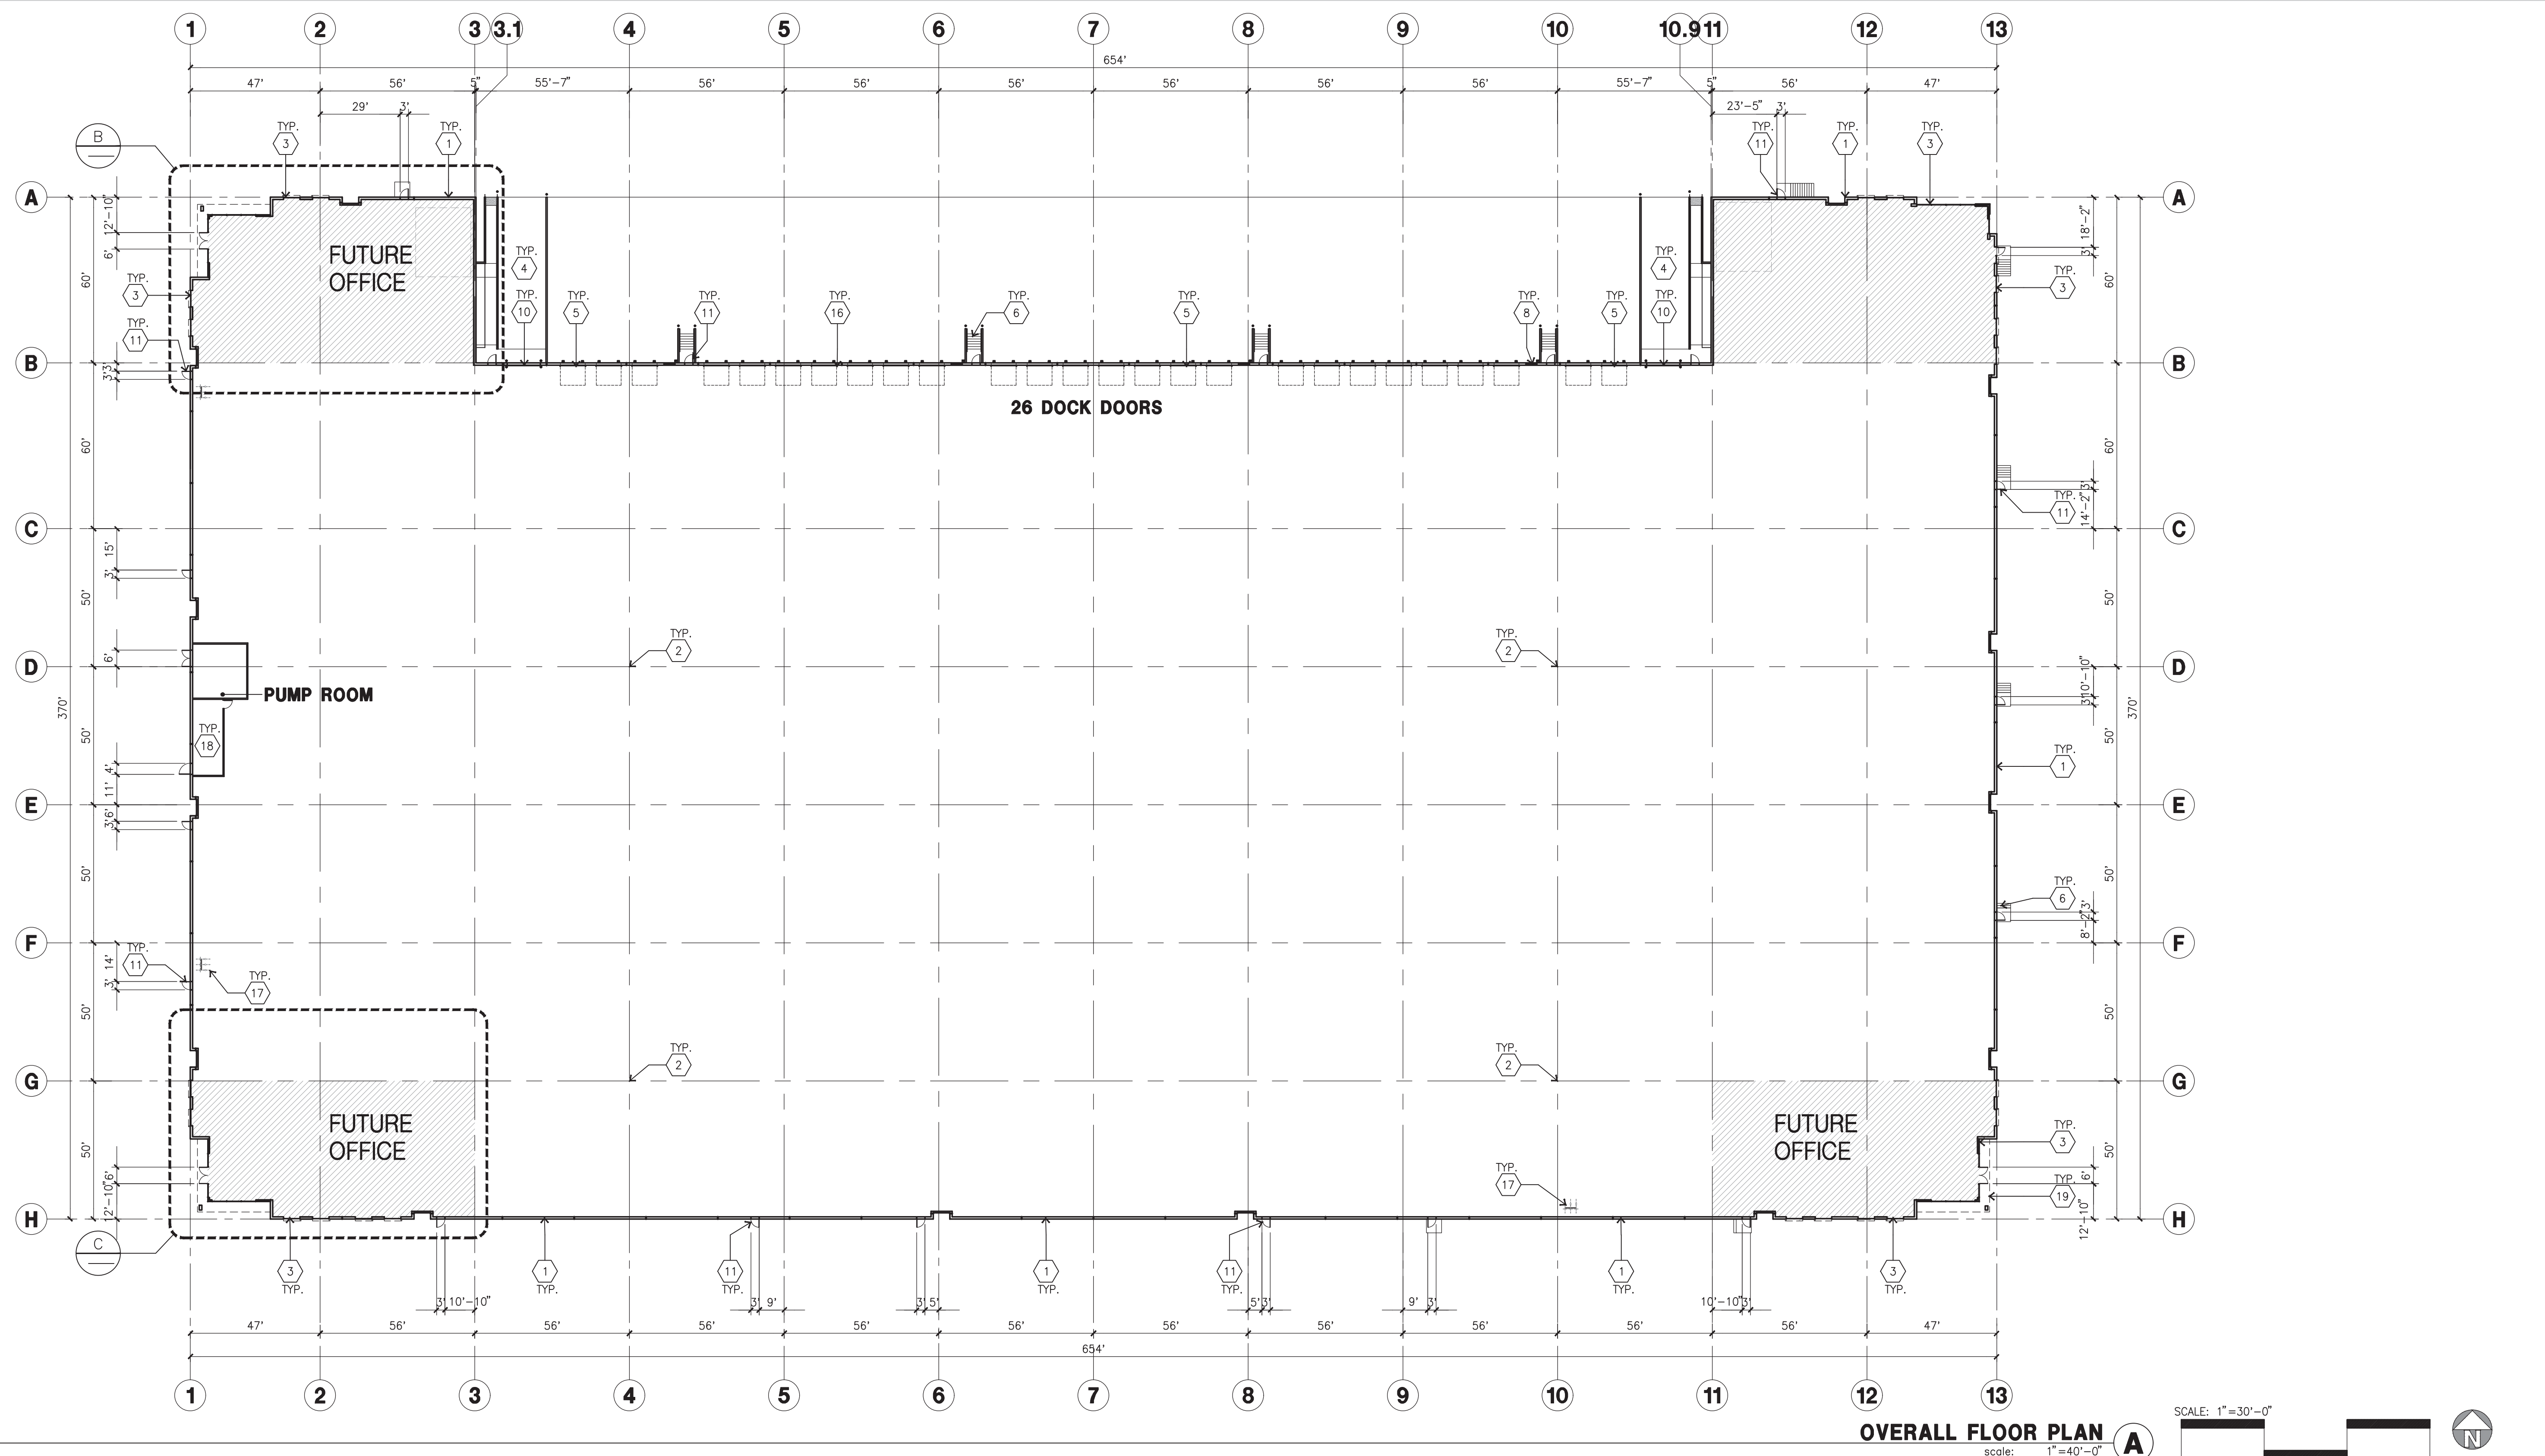 1 2 3 3.1 4 5 6 7 8 9 10 10.9 11 12 13
654'
47' 56' 5" 55'-7" 56' 56' 56' 56' 56' 56' 55'-7" 5" 56' 47'
29' 3' 23'-5" 3'
B
TYP. TYP. TYP. TYP. TYP.
3 1 11 1 3
A A
12'-10" 18'-2"
6' 3'
FUTURE
OFFICE
60' 60'
TYP. TYP. TYP. TYP.
3 4 4 3
TYP. TYP. TYP. TYP. TYP. TYP. TYP. TYP. TYP.
10 5 11 16 6 5 8 5 10
TYP.
11
B B
3' 3'
26 DOCK DOORS
60' 60'
3'
14'-2"
TYP.
11
C C
15'
3'
50' 50'
TYP. TYP.
2 2
6'
D D
10'-10"
3'
PUMP ROOM
370' 370'
50' 50'
TYP. TYP.
18 1
4'
11'
E E
6'
3'
50' 50'
TYP.
6
3'
8'-2"
F F
TYP.
11
14'
3'
TYP.
17
50' 50'
TYP. TYP.
2 2
G G
FUTURE FUTURE
OFFICE OFFICE
50' 50'
TYP.
3
6' 6'
TYP. TYP.
17 19
12'-10" 12'-10"
H H
C
3 1 11 1 11 1 3
TYP. TYP. TYP. TYP. TYP. TYP. TYP.
3' 10'-10" 3' 9' 3' 5' 5' 3' 9' 3' 10'-10" 3'
47' 56' 56' 56' 56' 56' 56' 56' 56' 56' 56' 47'
654'
1 2 3 4 5 6 7 8 9 10 11 12 13
OVERALL FLOOR PLAN A
scale: 1"=40'-0"
SCALE: 1"=30'-0"
N